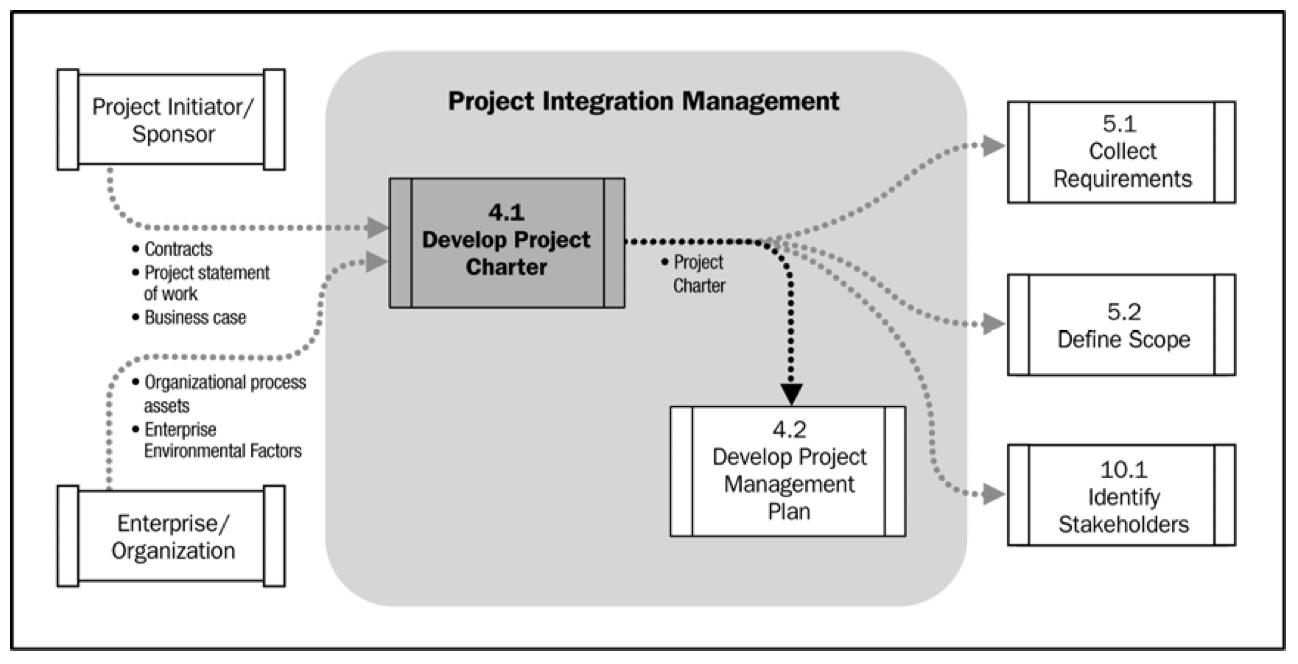 Project Initiator/
Sponsor
• Contracts
• Project statement
of work
• Business case
• Organizational process
assets
• Enterprise
Environmental Factors
Enterprise/
Organization
Project Integration Management
4.1
Develop Project
Charter
• Project
Charter
4.2
Develop Project
Management
Plan
5.1
Collect
Requirements
5.2
Define Scope
10.1
Identify
Stakeholders